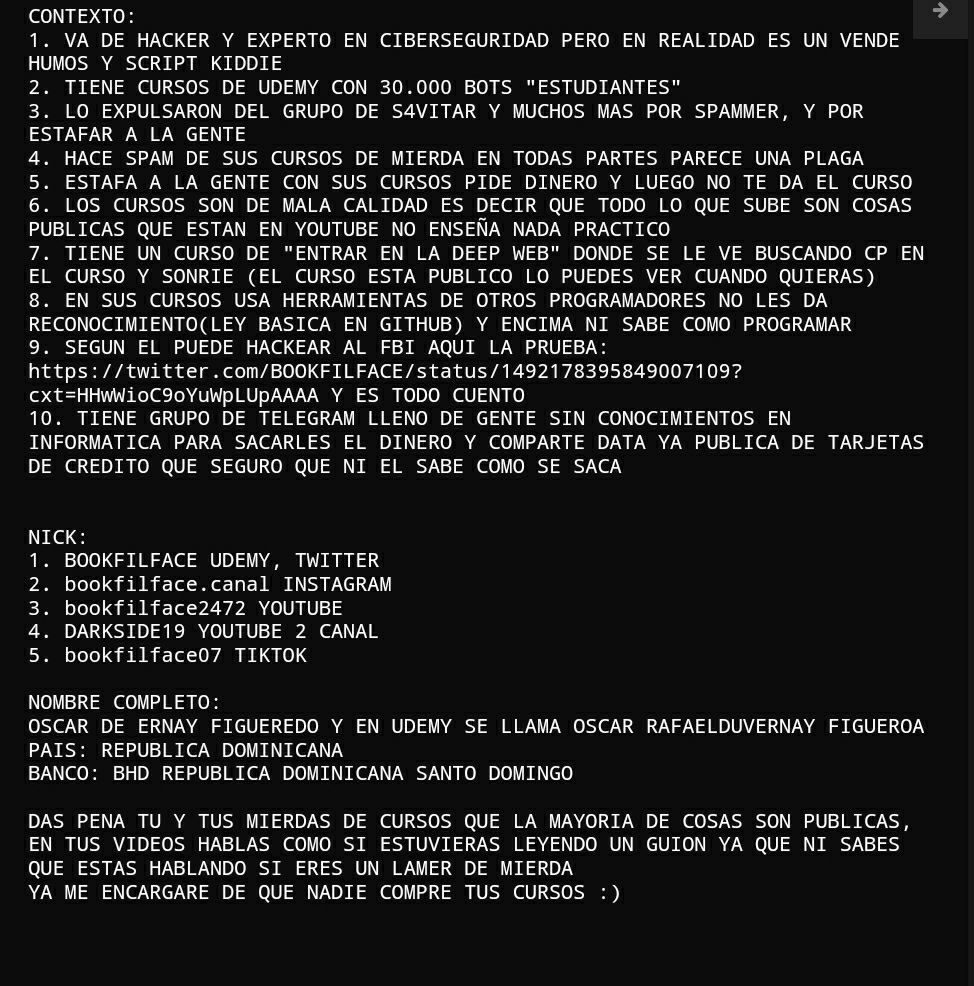 CONTEXTO:
1. VA DE HACKER Y EXPERTO EN CIBERSEGURIDAD PERO EN REALIDAD ES UN VENDE
HUMOS Y SCRIPT KIDDIE
2. TIENE CURSOS DE UDEMY CON 30.000 BOTS "ESTUDIANTES"
3. LO EXPULSARON DEL GRUPO DE S4VITAR Y MUCHOS MAS POR SPAMMER, Y POR
ESTAFAR A LA GENTE
4. HACE SPAM DE SUS CURSOS DE MIERDA EN TODAS PARTES PARECE UNA PLAGA
5. ESTAFA A LA GENTE CON SUS CURSOS PIDE DINERO Y LUEGO NO TE DA EL CURSO
6. LOS CURSOS SON DE MALA CALIDAD ES DECIR QUE TODO LO QUE SUBE SON COSAS
PUBLICAS QUE ESTAN EN YOUTUBE NO ENSEÑA NADA PRACTICO
7. TIENE UN CURSO DE "ENTRAR EN LA DEEP WEB" DONDE SE LE VE BUSCANDO CP EN
EL CURSO Y SONRIE (EL CURSO ESTA PUBLICO LO PUEDES VER CUANDO QUIERAS)
8. EN SUS CURSOS USA HERRAMIENTAS DE OTROS PROGRAMADORES NO LES DA
RECONOCIMIENTO(LEY BASICA EN GITHUB) Y ENCIMA NI SABE COMO PROGRAMAR
9. SEGUN EL PUEDE HACKEAR AL FBI AQUI LA PRUEBA:
https://twitter.com/BOOKFILFACE/status/1492178395849007109?
cxt=HHwWioC9oYuWpLUpAAAA Y ES TODO CUENTO
10. TIENE GRUPO DE TELEGRAM LLENO DE GENTE SIN CONOCIMIENTOS EN
INFORMATICA PARA SACARLES EL DINERO Y COMPARTE DATA YA PUBLICA DE TARJETAS
DE CREDITO QUE SEGURO QUE NI EL SABE COMO SE SACA
NICK:
1. BOOKFILFACE UDEMY, TWITTER
2. bookfilface.canal INSTAGRAM
3. bookfilface2472 YOUTUBE
4. DARKSIDE19 YOUTUBE 2 CANAL
5. bookfilface07 TIKTOK
NOMBRE COMPLETO:
OSCAR DE ERNAY FIGUEREDO Y EN UDEMY SE LLAMA OSCAR RAFAELDUVERNAY FIGUEROA
PAIS: REPUBLICA DOMINICANA
BANCO: BHD REPUBLICA DOMINICANA SANTO DOMINGO
DAS PENA TU Y TUS MIERDAS DE CURSOS QUE LA MAYORIA DE COSAS SON PUBLICAS,
EN TUS VIDEOS HABLAS COMO SI ESTUVIERAS LEYENDO UN GUION YA QUE NI SABES
QUE ESTAS HABLANDO SI ERES UN LAMER DE MIERDA
YA ME ENCARGARE DE QUE NADIE COMPRE TUS CURSOS :)